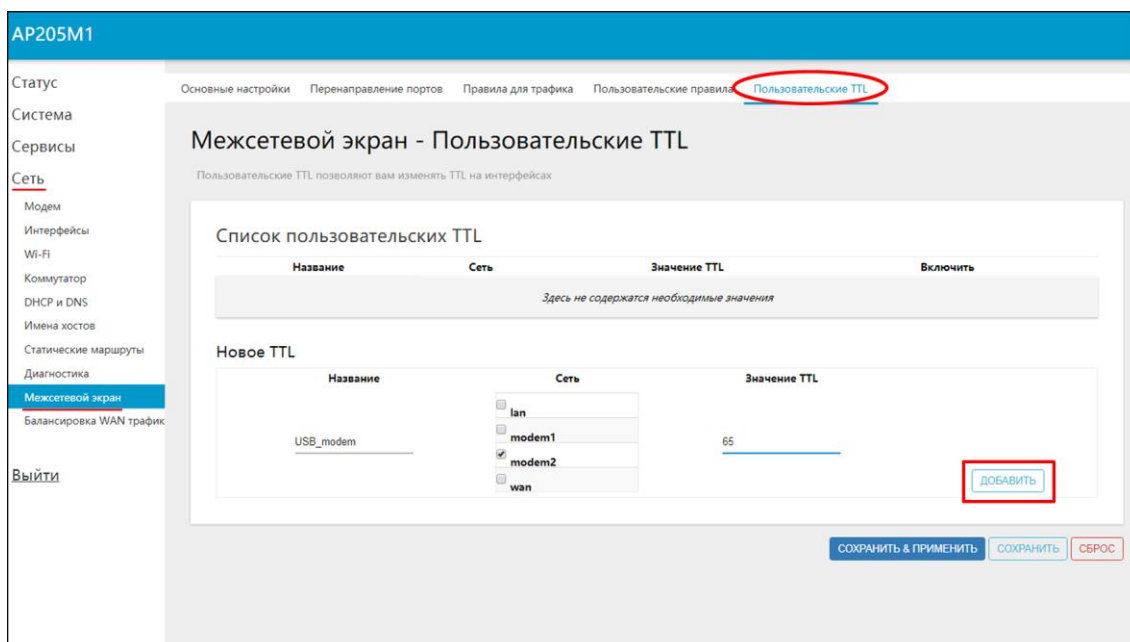 AP205M1
Статус
Система
Сервисы
Сеть
Модем
Интерфейсы
Wi-Fi
Коммутатор
DHCP и DNS
Имена хостов
Статические маршруты
Диагностика
Межсетевой экран
Балансировка WAN трафик
Выйти
Основные настройки Перенаправление портов Правила для трафика Пользовательские правила Пользовательские TTL
Межсетевой экран - Пользовательские TTL
Пользовательские TTL позволяют вам изменять TTL на интерфейсах
Список пользовательских TTL
Название Сеть Значение TTL Включить
Здесь не содержатся необходимые значения
Новое TTL
Название Сеть Значение TTL
lan
modem1
USB_modem 65
modem2
wan
ДОБАВИТЬ
СОХРАНИТЬ & ПРИМЕНИТЬ СОХРАНИТЬ СБРОС